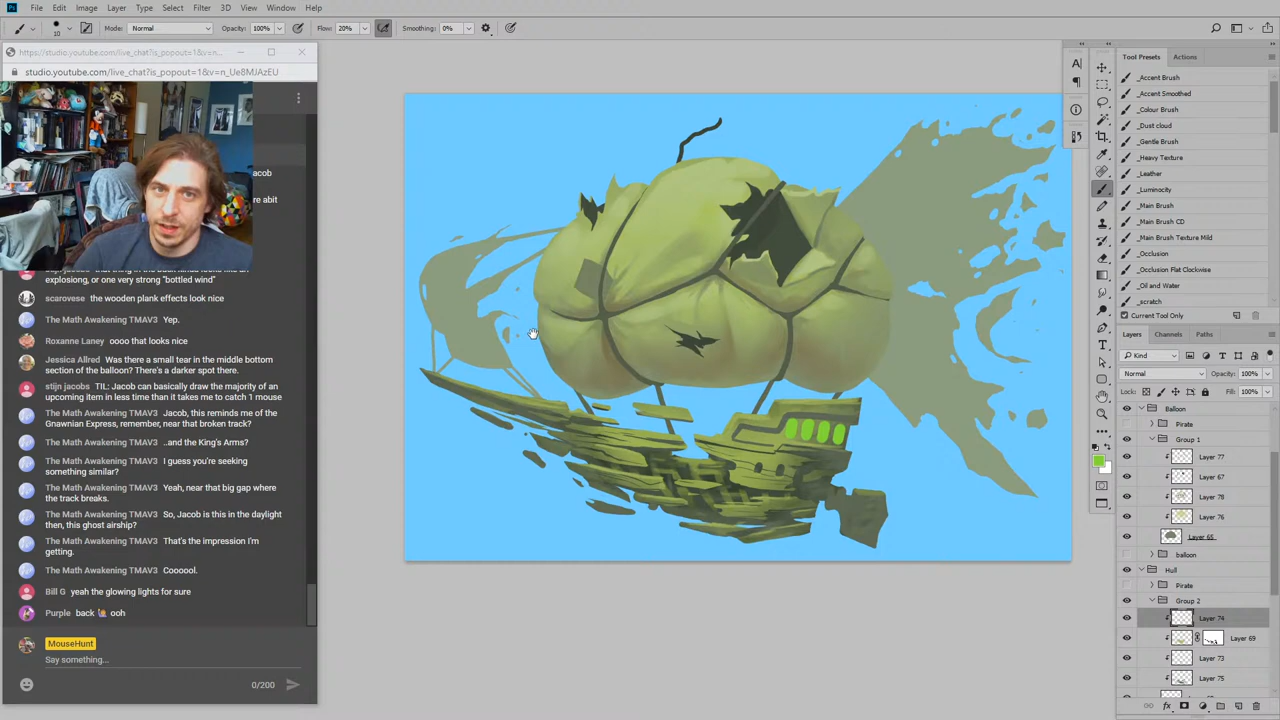 Ps File Edit Image Layer Type Select Filter 3D View Window Help
10 Mode: Normal Opacity: 100% Flow: 20% Smoothing: 0%
https://studio.youtube.com/live_chat?is_popout=1&v=n...
studio.youtube.com/live_chat?is_popout=1&v=n_Ue8MJAzEU
acob
re abit
explosiong, or one very strong "bottled wind"
scarovese the wooden plank effects look nice
The Math Awakening TMAV3 Yep.
Roxanne Laney oooo that looks nice
Jessica Allred Was there a small tear in the middle bottom
section of the balloon? There's a darker spot there.
stijn jacobs TIL: Jacob can basically draw the majority of an
upcoming item in less time than it takes me to catch 1 mouse
The Math Awakening TMAV3 Jacob, this reminds me of the
Gnawnian Express, remember, near that broken track?
The Math Awakening TMAV3 ..and the King's Arms?
The Math Awakening TMAV3 I guess you're seeking
something similar?
The Math Awakening TMAV3 Yeah, near that big gap where
the track breaks.
The Math Awakening TMAV3 So, Jacob is this in the daylight
then, this ghost airship?
The Math Awakening TMAV3 That's the impression I'm
getting.
The Math Awakening TMAV3 Cooooool.
Bill G yeah the glowing lights for sure
Purple back 🙋 ooh
MouseHunt
Say something...
0/200
Tool Presets Actions
_Accent Brush
_Accent Smoothed
_Colour Brush
_Dust cloud
_Gentle Brush
_Heavy Texture
_Leather
_Luminosity
_Main Brush
_Main Brush CD
_Main Brush Texture Mild
_Occlusion
_Occlusion Flat Clockwise
_Oil and Water
_scratch
Current Tool Only
Layers Channels Paths
Kind
Normal Opacity: 100%
Lock: Fill: 100%
Balloon
Pirate
Group 1
Layer 77
Layer 67
Layer 78
Layer 76
Layer 65
balloon
Hull
Pirate
Group 2
Layer 74
Layer 69
Layer 73
Layer 75